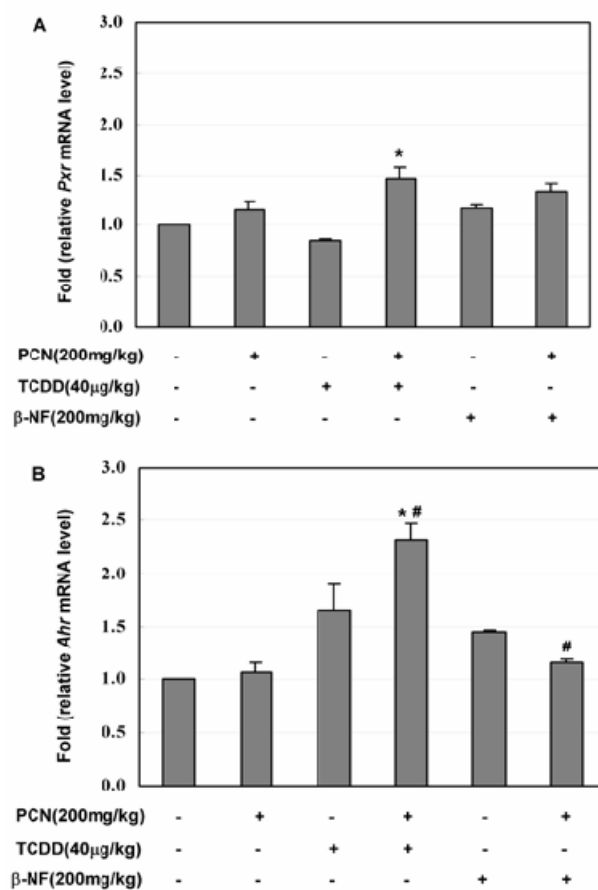 A
3.0
2.5
2.0
1.5
1.0
0.5
0.0
Fold (relative Pxr mRNA level)
*
PCN(200mg/kg) - + - + - +
TCDD(40µg/kg) - - + + - -
β-NF(200mg/kg) - - - - + +
B
3.0
2.5
2.0
1.5
1.0
0.5
0.0
Fold (relative Ahr mRNA level)
* #
#
PCN(200mg/kg) - + - + - +
TCDD(40µg/kg) - - + + - -
β-NF(200mg/kg) - - - - + +